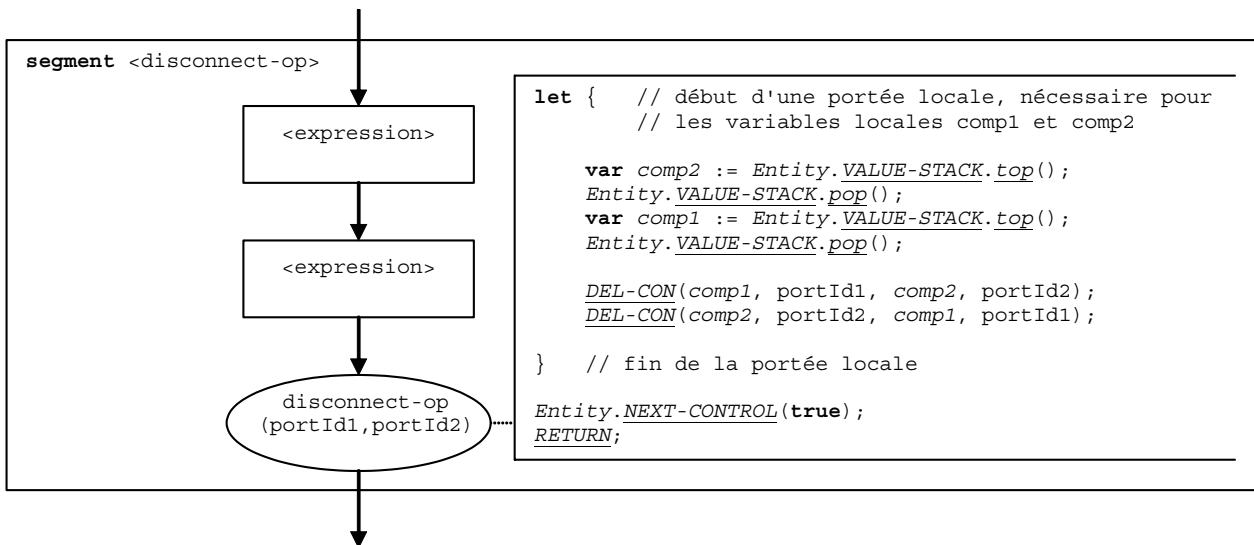 segment <disconnect-op>
<expression>
<expression>
disconnect-op
(portId1,portId2)
let { // début d'une portée locale, nécessaire pour
// les variables locales comp1 et comp2
var comp2 := Entity.VALUE-STACK.top();
Entity.VALUE-STACK.pop();
var comp1 := Entity.VALUE-STACK.top();
Entity.VALUE-STACK.pop();
DEL-CON(comp1, portId1, comp2, portId2);
DEL-CON(comp2, portId2, comp1, portId1);
} // fin de la portée locale
Entity.NEXT-CONTROL(true);
RETURN;